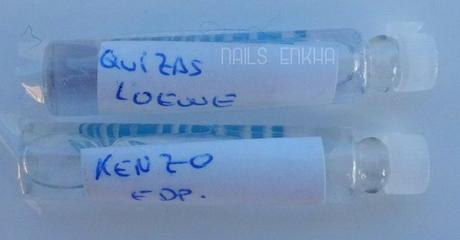 NAILS ENKHA
QUIZAS
LOEWE
KENZO
EDP.